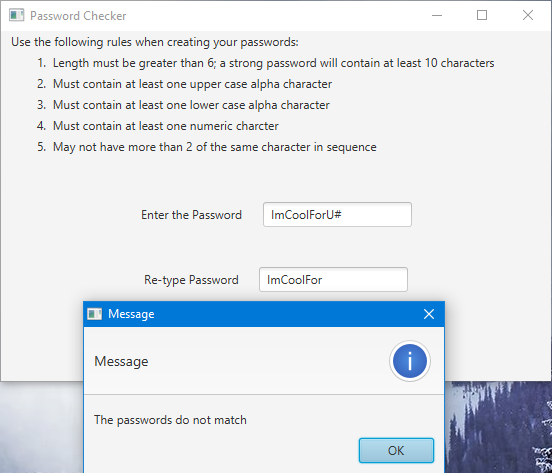 Password Checker
Use the following rules when creating your passwords:
1. Length must be greater than 6; a strong password will contain at least 10 characters
2. Must contain at least one upper case alpha character
3. Must contain at least one lower case alpha character
4. Must contain at least one numeric charcter
5. May not have more than 2 of the same character in sequence
Enter the Password ImCoolForU#
Re-type Password ImCoolFor
Message
Message
The passwords do not match
OK